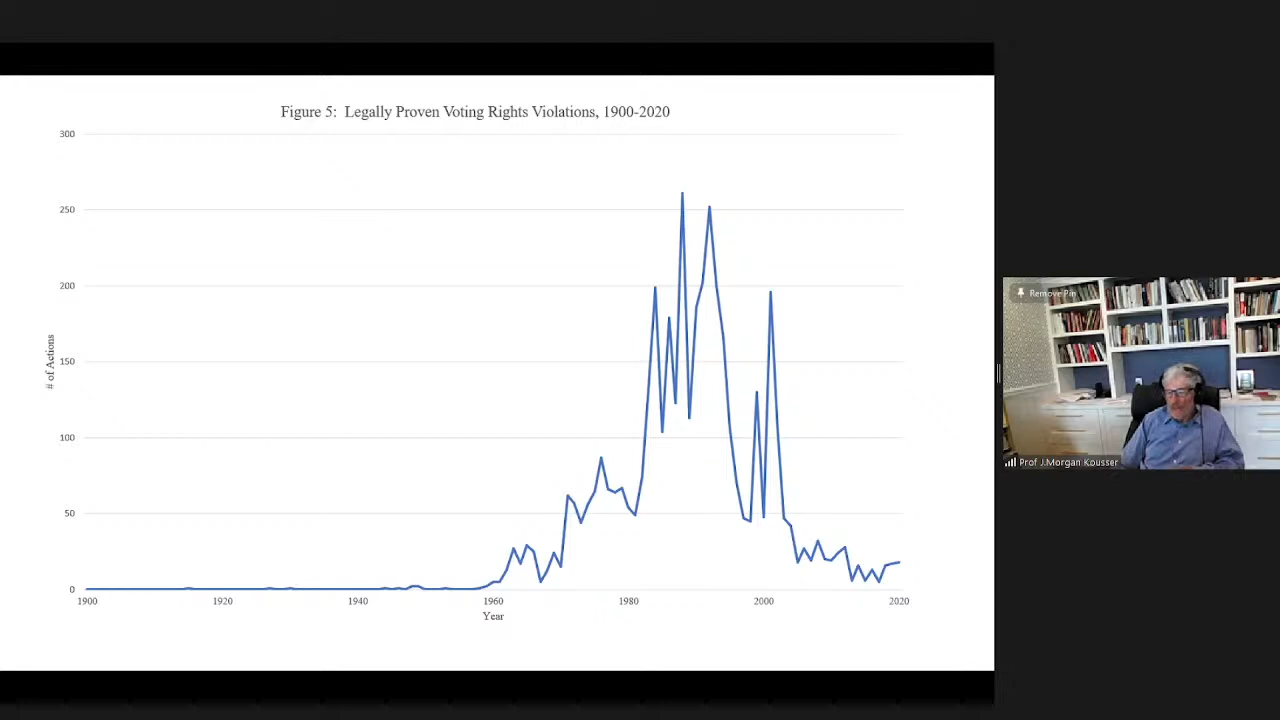 Figure 5: Legally Proven Voting Rights Violations, 1900-2020
300
250
200
150
100
50
0
# of Actions
1900 1920 1940 1960 1980 2000 2020
Year
Remove Pin
Prof J.Morgan Kousser